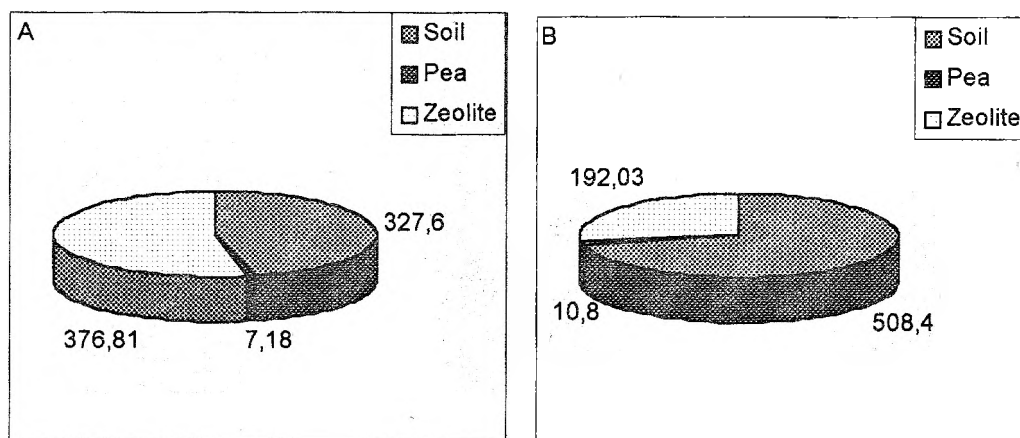 A
Soil
Pea
Zeolite
327,6
376,81
7,18
B
Soil
Pea
Zeolite
192,03
10,8
508,4